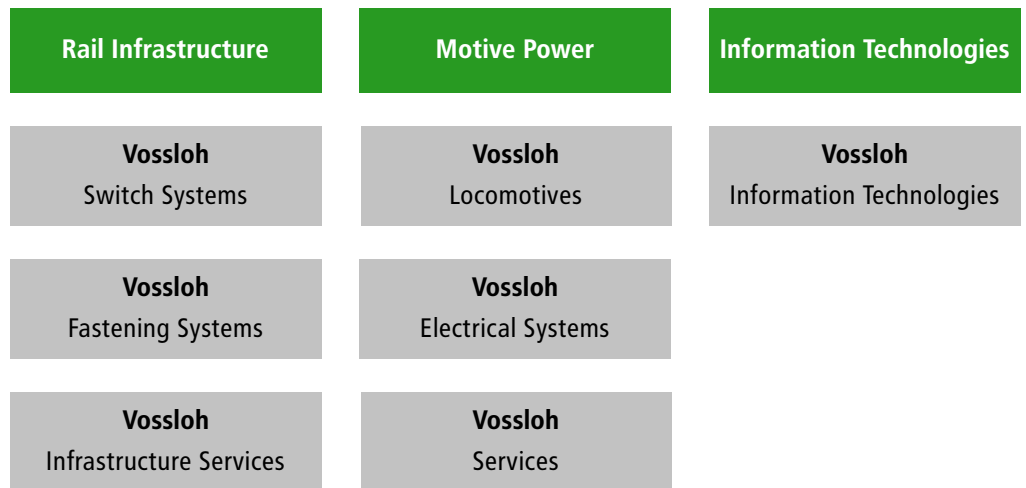 Rail Infrastructure
Motive Power
Information Technologies
Vossloh
Switch Systems
Vossloh
Locomotives
Vossloh
Information Technologies
Vossloh
Fastening Systems
Vossloh
Electrical Systems
Vossloh
Infrastructure Services
Vossloh
Services